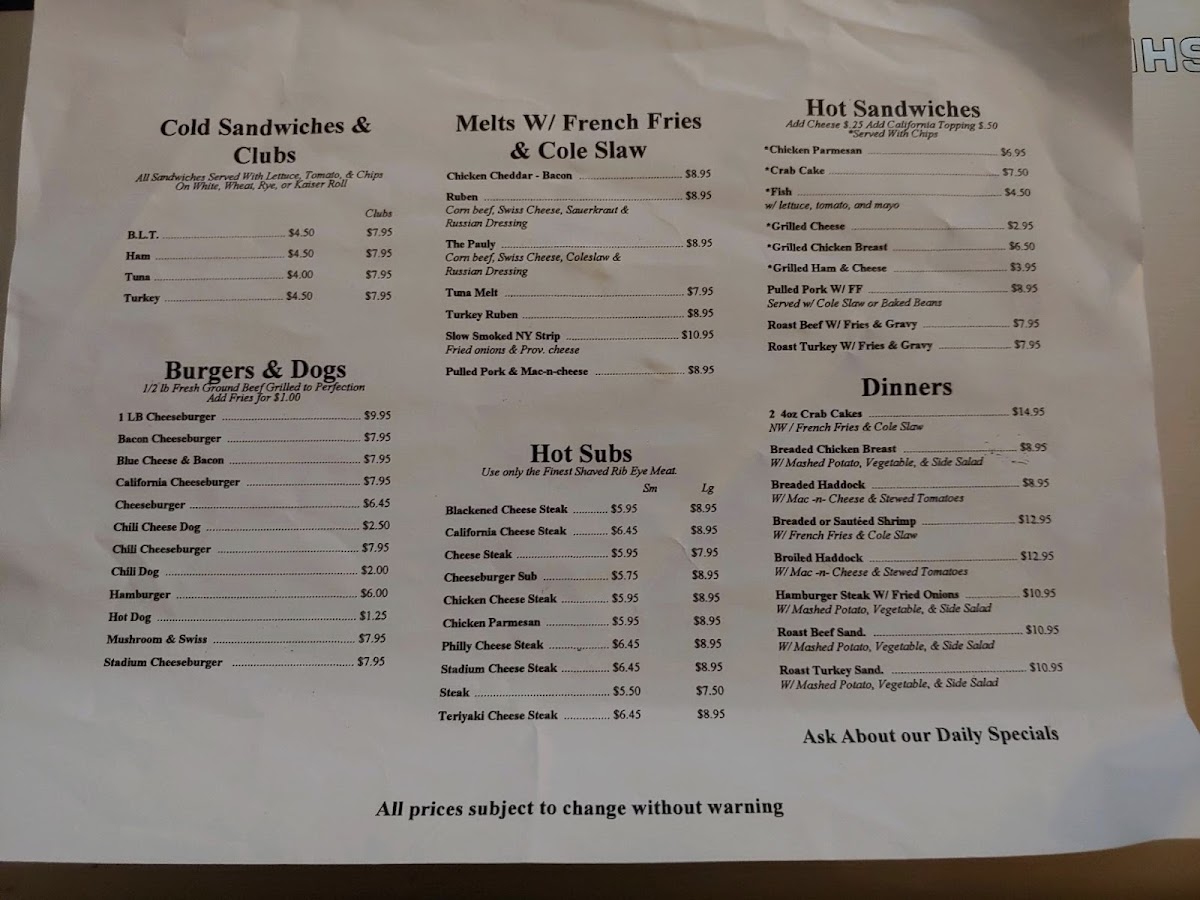 HS
Cold Sandwiches &
Clubs
All Sandwiches Served With Lettuce, Tomato, & Chips
On White, Wheat, Rye, or Kaiser Roll
Clubs
B.L.T. $4.50 $7.95
Ham $4.50 $7.95
Tuna $4.00 $7.95
Turkey $4.50 $7.95
Burgers & Dogs
1/2 lb Fresh Ground Beef Grilled to Perfection
Add Fries for $1.00
1 LB Cheeseburger $9.95
Bacon Cheeseburger $7.95
Blue Cheese & Bacon $7.95
California Cheeseburger $7.95
Cheeseburger $6.45
Chili Cheese Dog $2.50
Chili Cheeseburger $7.95
Chili Dog $2.00
Hamburger $6.00
Hot Dog $1.25
Mushroom & Swiss $7.95
Stadium Cheeseburger $7.95
Melts W/ French Fries
& Cole Slaw
Chicken Cheddar - Bacon $8.95
Ruben $8.95
Corn beef, Swiss Cheese, Sauerkraut &
Russian Dressing
The Pauly $8.95
Corn beef, Swiss Cheese, Coleslaw &
Russian Dressing
Tuna Melt $7.95
Turkey Ruben $8.95
Slow Smoked NY Strip $10.95
Fried onions & Prov. cheese
Pulled Pork & Mac-n-cheese $8.95
Hot Subs
Use only the Finest Shaved Rib Eye Meat.
Sm Lg
Blackened Cheese Steak $5.95 $8.95
California Cheese Steak $6.45 $8.95
Cheese Steak $5.95 $7.95
Cheeseburger Sub $5.75 $8.95
Chicken Cheese Steak $5.95 $8.95
Chicken Parmesan $5.95 $8.95
Philly Cheese Steak $6.45 $8.95
Stadium Cheese Steak $6.45 $8.95
Steak $5.50 $7.50
Teriyaki Cheese Steak $6.45 $8.95
Hot Sandwiches
Add Cheese $.25 Add California Topping $.50
*Served With Chips
*Chicken Parmesan $6.95
*Crab Cake $7.50
*Fish $4.50
w/ lettuce, tomato, and mayo
*Grilled Cheese $2.95
*Grilled Chicken Breast $6.50
*Grilled Ham & Cheese $3.95
Pulled Pork W/ FF $8.95
Served w/ Cole Slaw or Baked Beans
Roast Beef W/ Fries & Gravy $7.95
Roast Turkey W/ Fries & Gravy $7.95
Dinners
2 4oz Crab Cakes $14.95
NW / French Fries & Cole Slaw
Breaded Chicken Breast $8.95
W/ Mashed Potato, Vegetable, & Side Salad
Breaded Haddock $8.95
W/ Mac -n- Cheese & Stewed Tomatoes
Breaded or Sautéed Shrimp $12.95
W/ French Fries & Cole Slaw
Broiled Haddock $12.95
W/ Mac -n- Cheese & Stewed Tomatoes
Hamburger Steak W/ Fried Onions $10.95
W/ Mashed Potato, Vegetable, & Side Salad
Roast Beef Sand. $10.95
W/ Mashed Potato, Vegetable, & Side Salad
Roast Turkey Sand. $10.95
W/ Mashed Potato, Vegetable, & Side Salad
Ask About our Daily Specials
All prices subject to change without warning